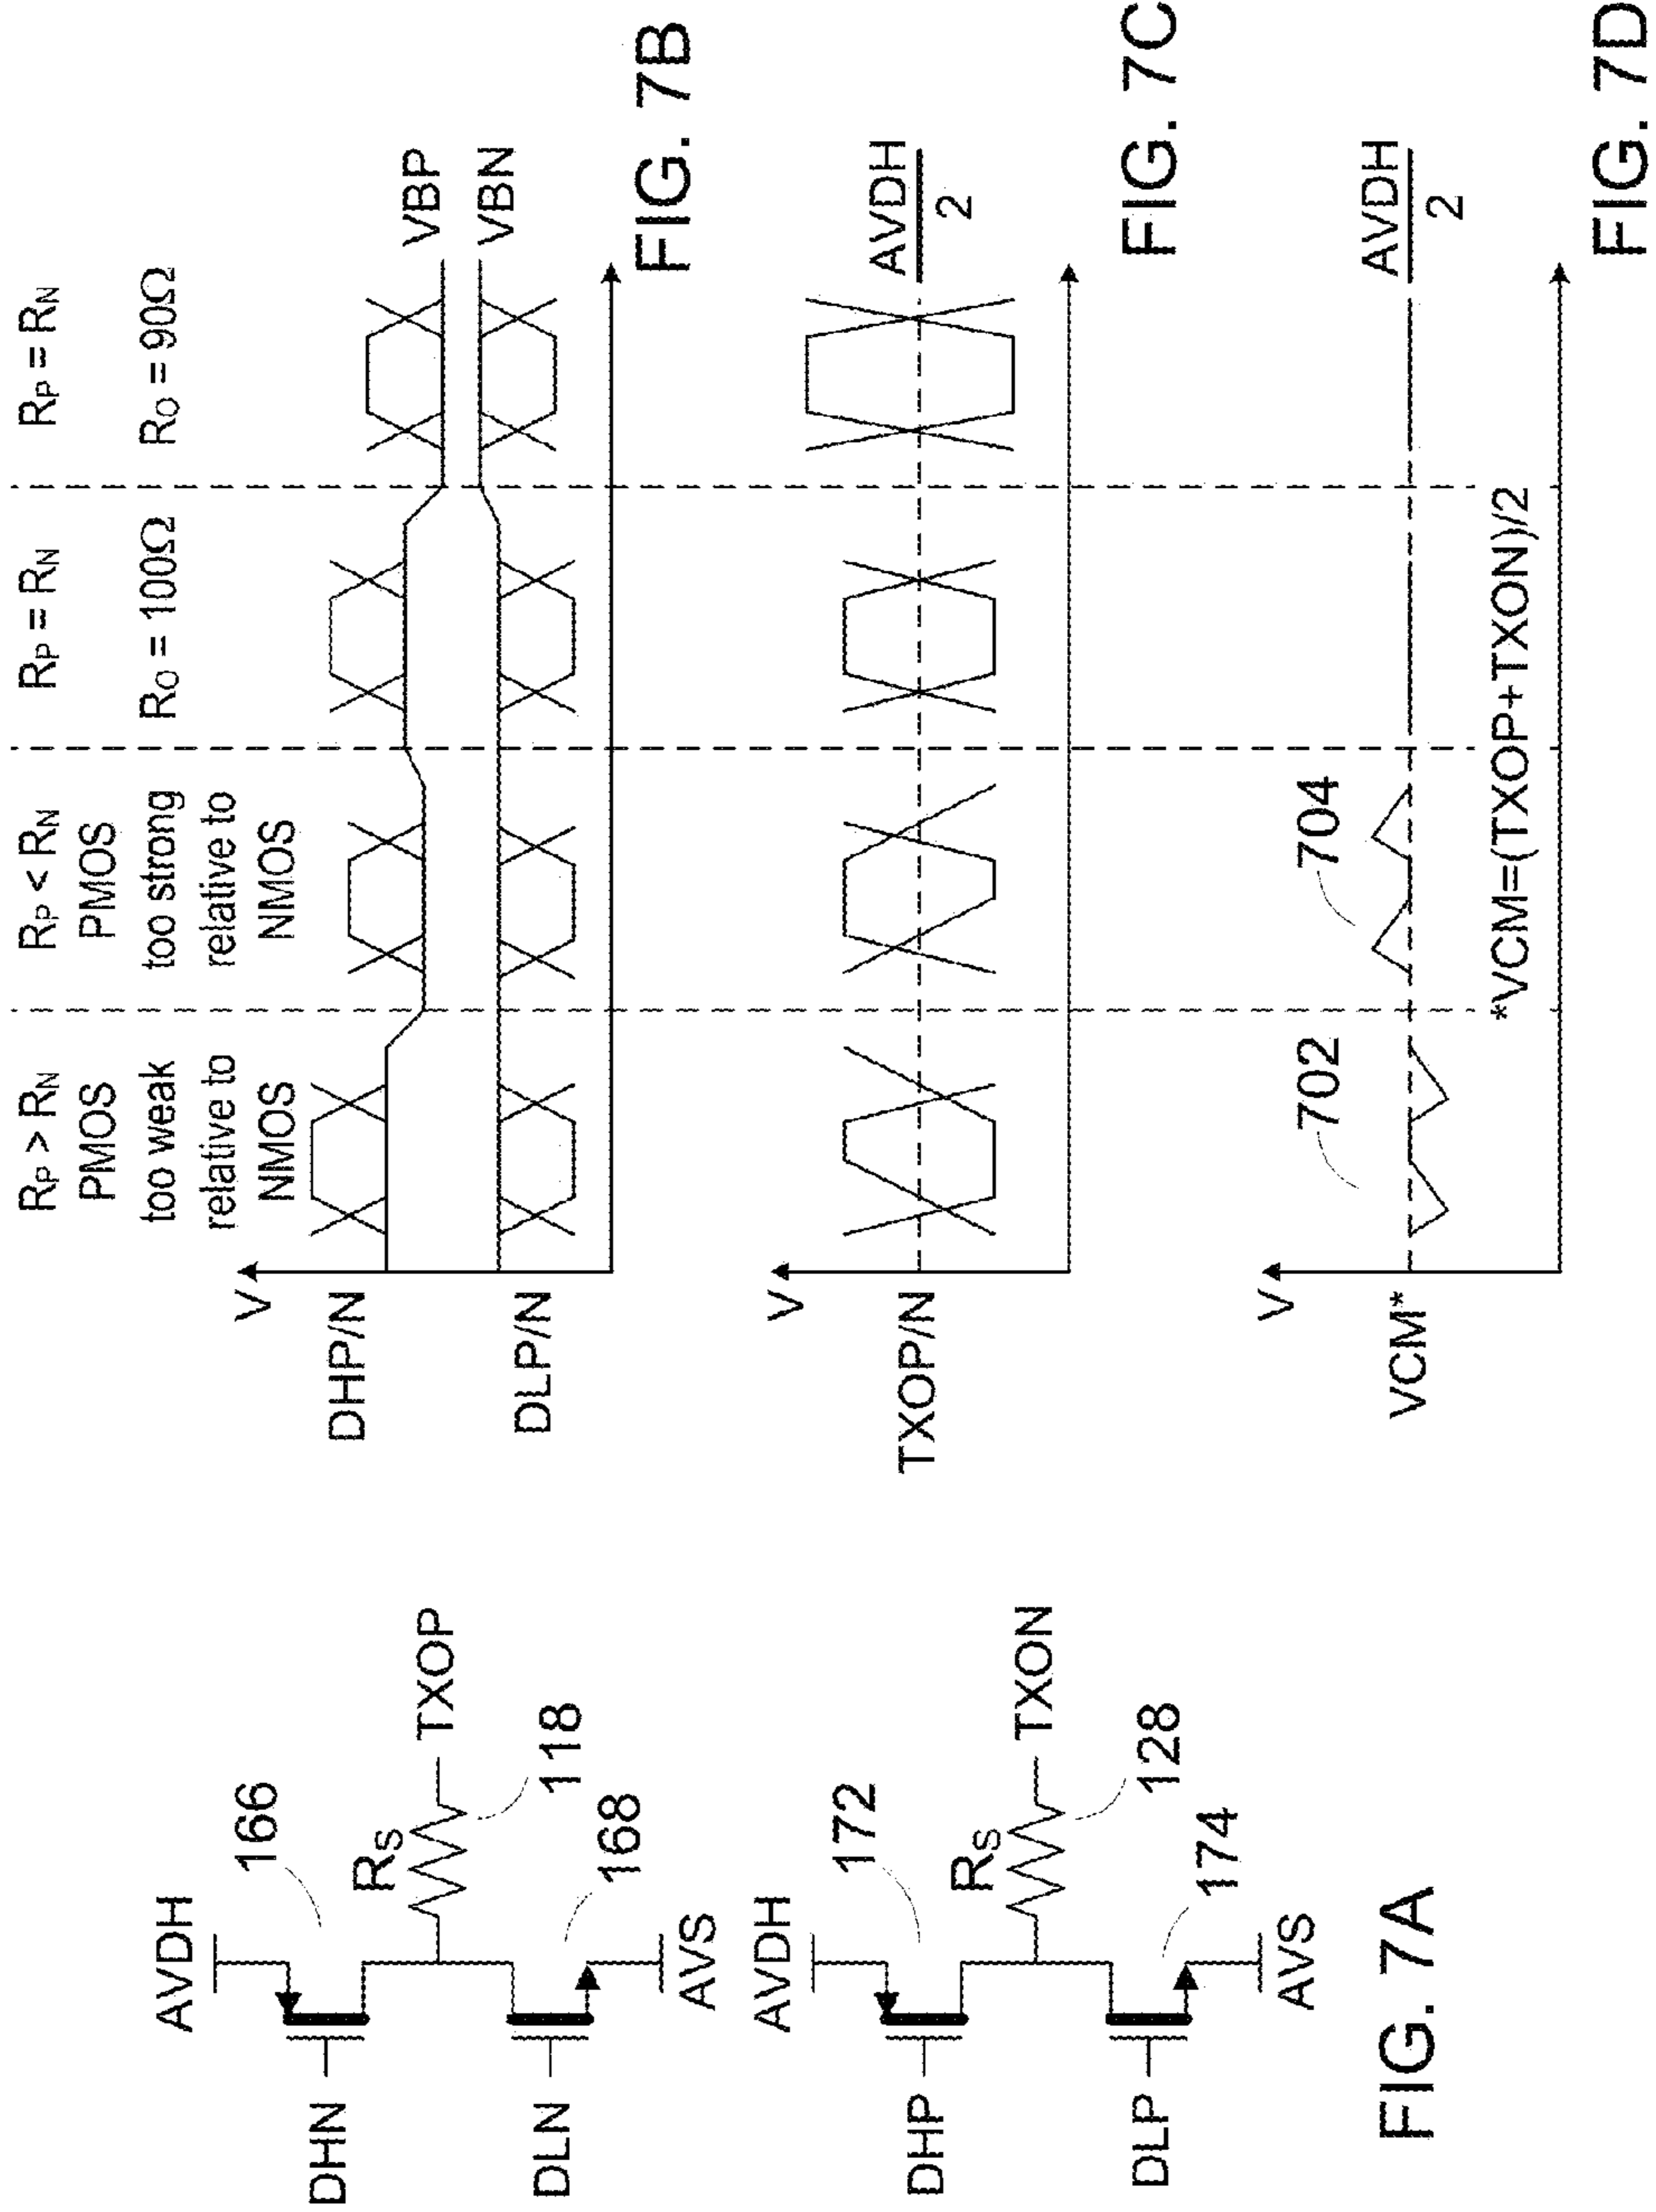 AVDH
166
DHN
RS
TXOP
118
DLN
168
AVS
AVDH
172
DHP
RS
TXON
128
DLP
174
AVS
FIG. 7A
RP > RN
PMOS
too weak
relative to
NMOS
RP < RN
PMOS
too strong
relative to
NMOS
RP = RN
RO = 100Ω
RP = RN
RO = 90Ω
V
DHP/N
DLP/N
VBP
VBN
FIG. 7B
V
TXOP/N
AVDH
2
FIG. 7C
V
VCM*
702
704
AVDH
2
*VCM=(TXOP+TXON)/2
FIG. 7D